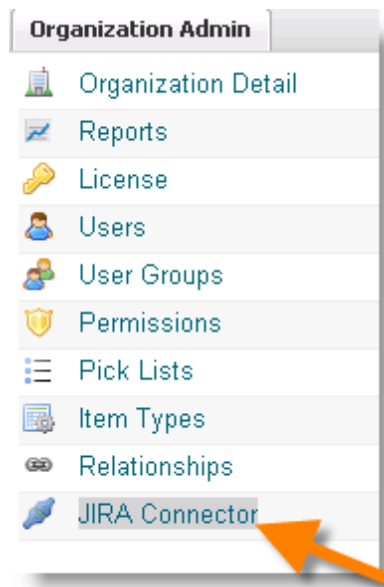 Organization Admin
Organization Detail
Reports
License
Users
User Groups
Permissions
Pick Lists
Item Types
Relationships
JIRA Connector